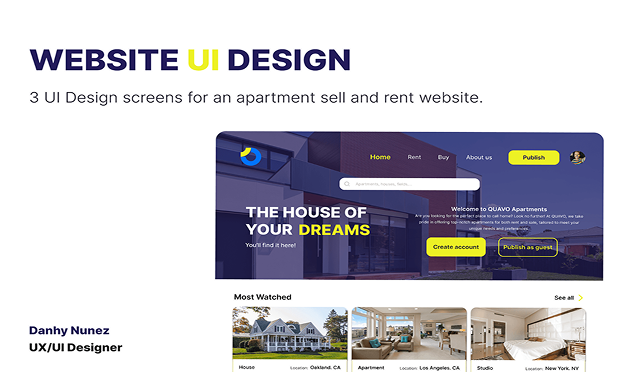 WEBSITE UI DESIGN
3 UI Design screens for an apartment sell and rent website.
Home Rent Buy About us Publish
Apartments, Houses, Rents...
THE HOUSE OF
YOUR DREAMS
You'll find it here!
Welcome to QUAVO Apartments
Are you looking for the perfect place to call home? Look no further! At QUAVO, we take
pride in offering top-notch apartments for both rent and sale, tailored to meet your
unique needs and preferences.
Create account Publish as guest
Most Watched See all
House Location: Oakland, CA
Apartment Location: Los Angeles, CA
Studio Location: New York, NY
Danhy Nunez
UX/UI Designer